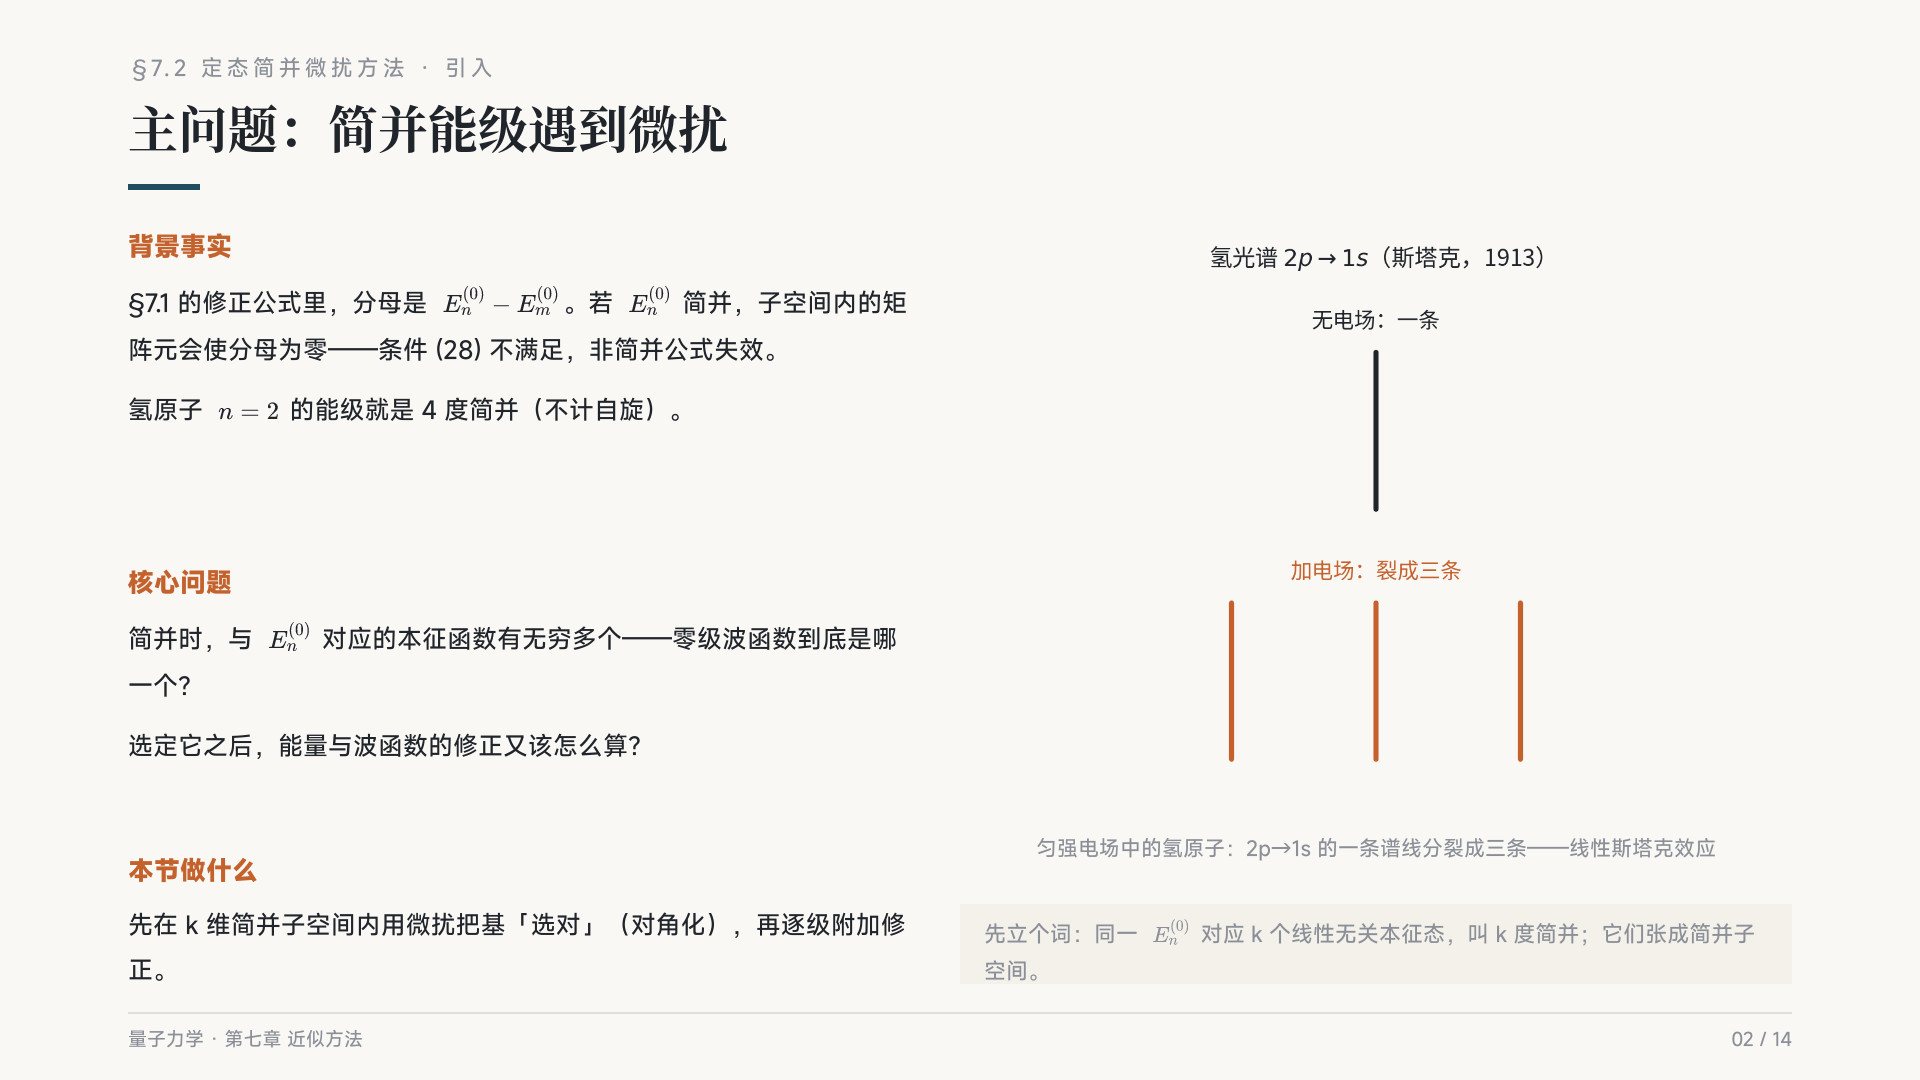 §7.2 定态简并微扰方法 · 引入
主问题：简并能级遇到微扰
背景事实
§7.1 的修正公式里，分母是 $E_n^{(0)} - E_m^{(0)}$。若 $E_n^{(0)}$ 简并，子空间内的矩
阵元会使分母为零——条件 (28) 不满足，非简并公式失效。
氢原子 $n = 2$ 的能级就是 4 度简并（不计自旋）。
核心问题
简并时，与 $E_n^{(0)}$ 对应的本征函数有无穷多个——零级波函数到底是哪
一个？
选定它之后，能量与波函数的修正又该怎么算？
本节做什么
先在 k 维简并子空间内用微扰把基「选对」（对角化），再逐级附加修
正。
氢光谱 2p→1s（斯塔克，1913）
无电场：一条
加电场：裂成三条
匀强电场中的氢原子：2p→1s 的一条谱线分裂成三条——线性斯塔克效应
先立个词：同一 $E_n^{(0)}$ 对应 k 个线性无关本征态，叫 k 度简并；它们张成简并子
空间。
量子力学 · 第七章 近似方法
02 / 14